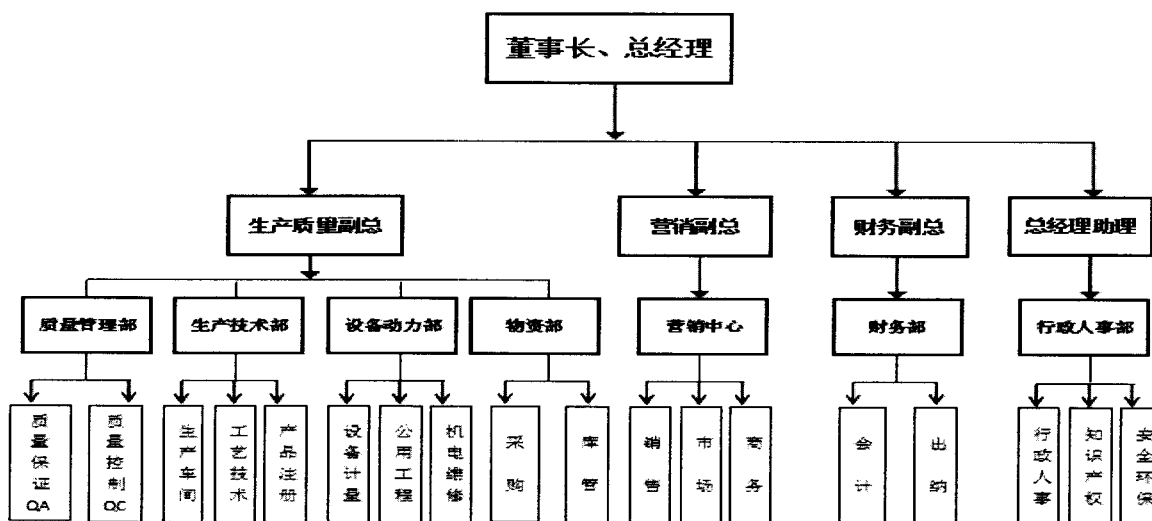 董事长、总经理
生产质量副总
营销副总
财务副总
总经理助理
质量管理部
生产技术部
设备动力部
物资部
营销中心
财务部
行政人事部
质量保证QA
质量控制QC
生产车间
工艺技术
产品注册
设备计量
公用工程
机电维修
采购
库管
销售
市场
商务
会计
出纳
行政人事
知识产权
安全环保